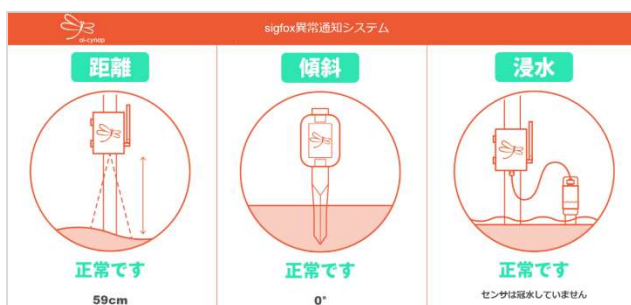 ai-cynap
sigfox異常通知システム
距離
傾斜
浸水
正常です
正常です
正常です
59cm
0°
センサは冠水していません